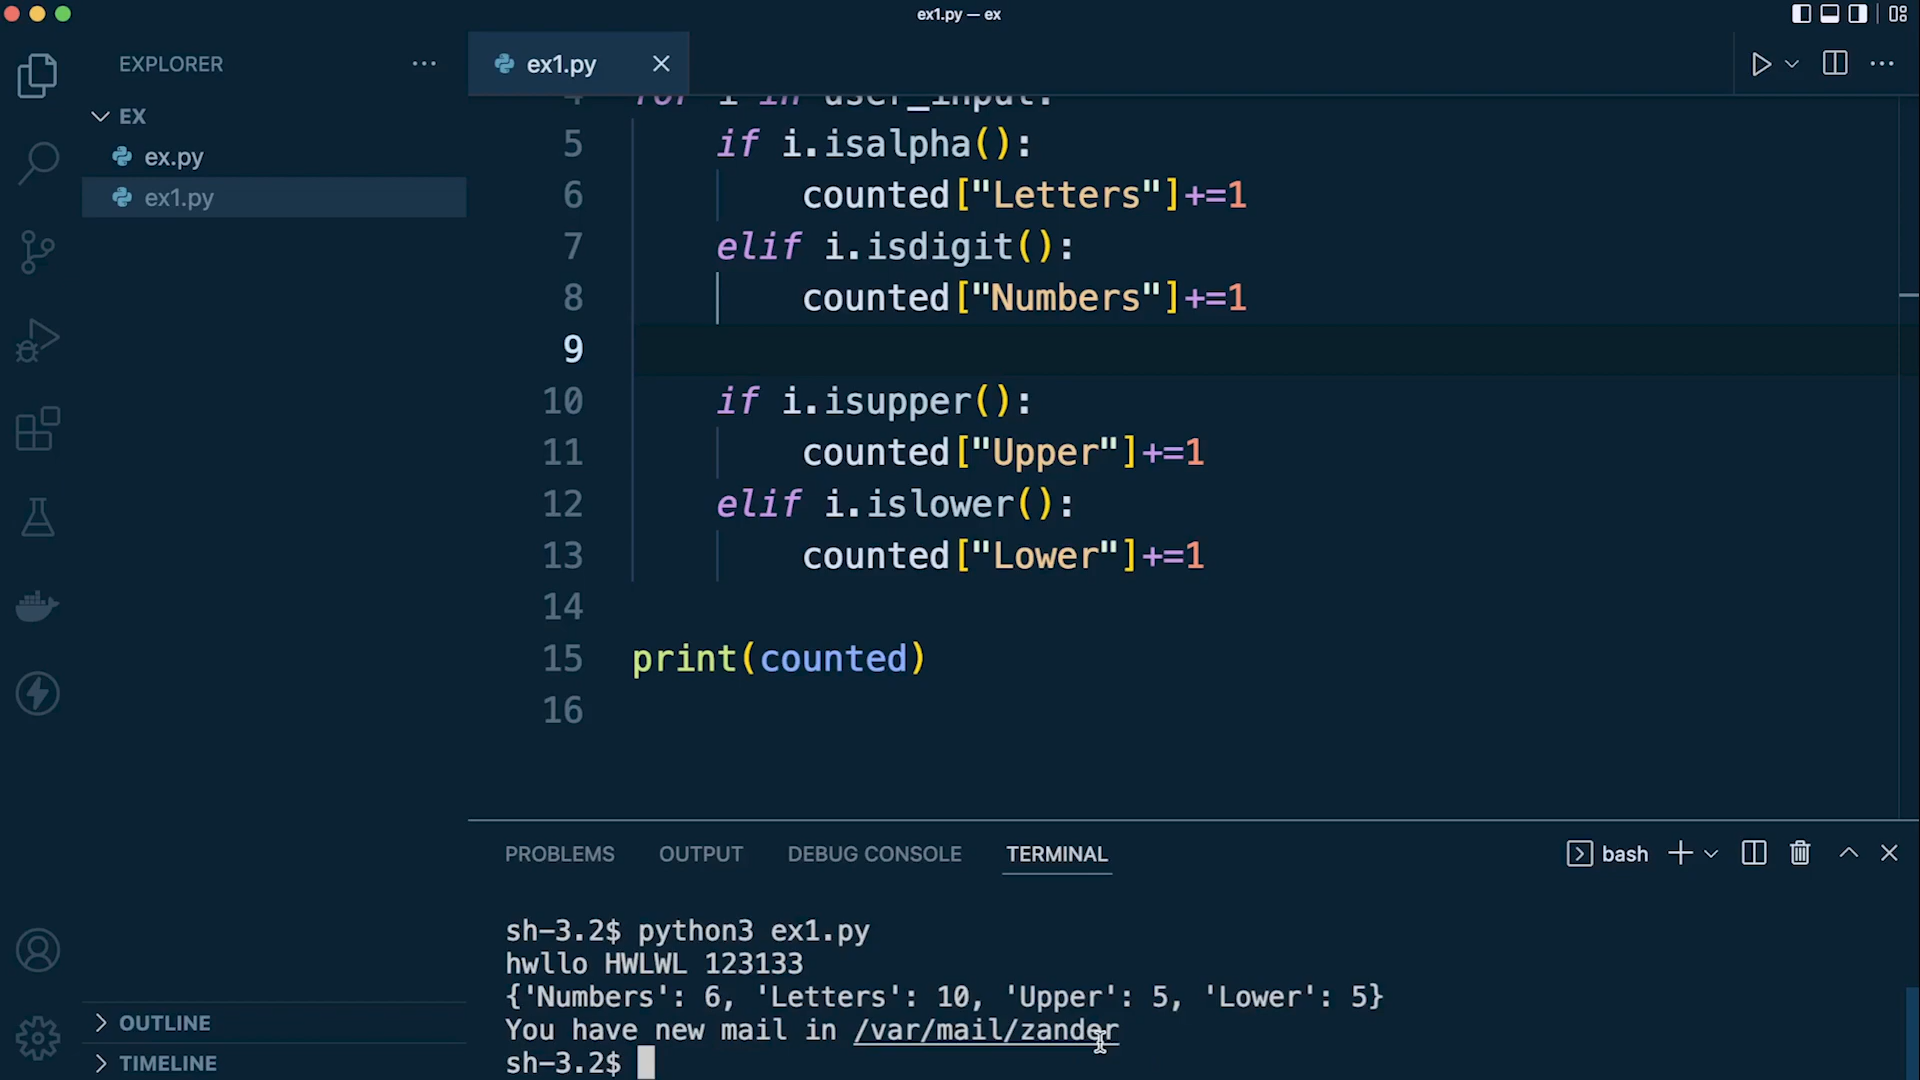 ex1.py — ex
EXPLORER
ex1.py
EX
ex.py
ex1.py
4 for i in user_input:
5 if i.isalpha():
6 counted["Letters"]+=1
7 elif i.isdigit():
8 counted["Numbers"]+=1
9
10 if i.isupper():
11 counted["Upper"]+=1
12 elif i.islower():
13 counted["Lower"]+=1
14
15 print(counted)
16
PROBLEMS OUTPUT DEBUG CONSOLE TERMINAL bash
sh-3.2$ python3 ex1.py
hwllo HWLWL 123133
{'Numbers': 6, 'Letters': 10, 'Upper': 5, 'Lower': 5}
You have new mail in /var/mail/zander
sh-3.2$
OUTLINE
TIMELINE